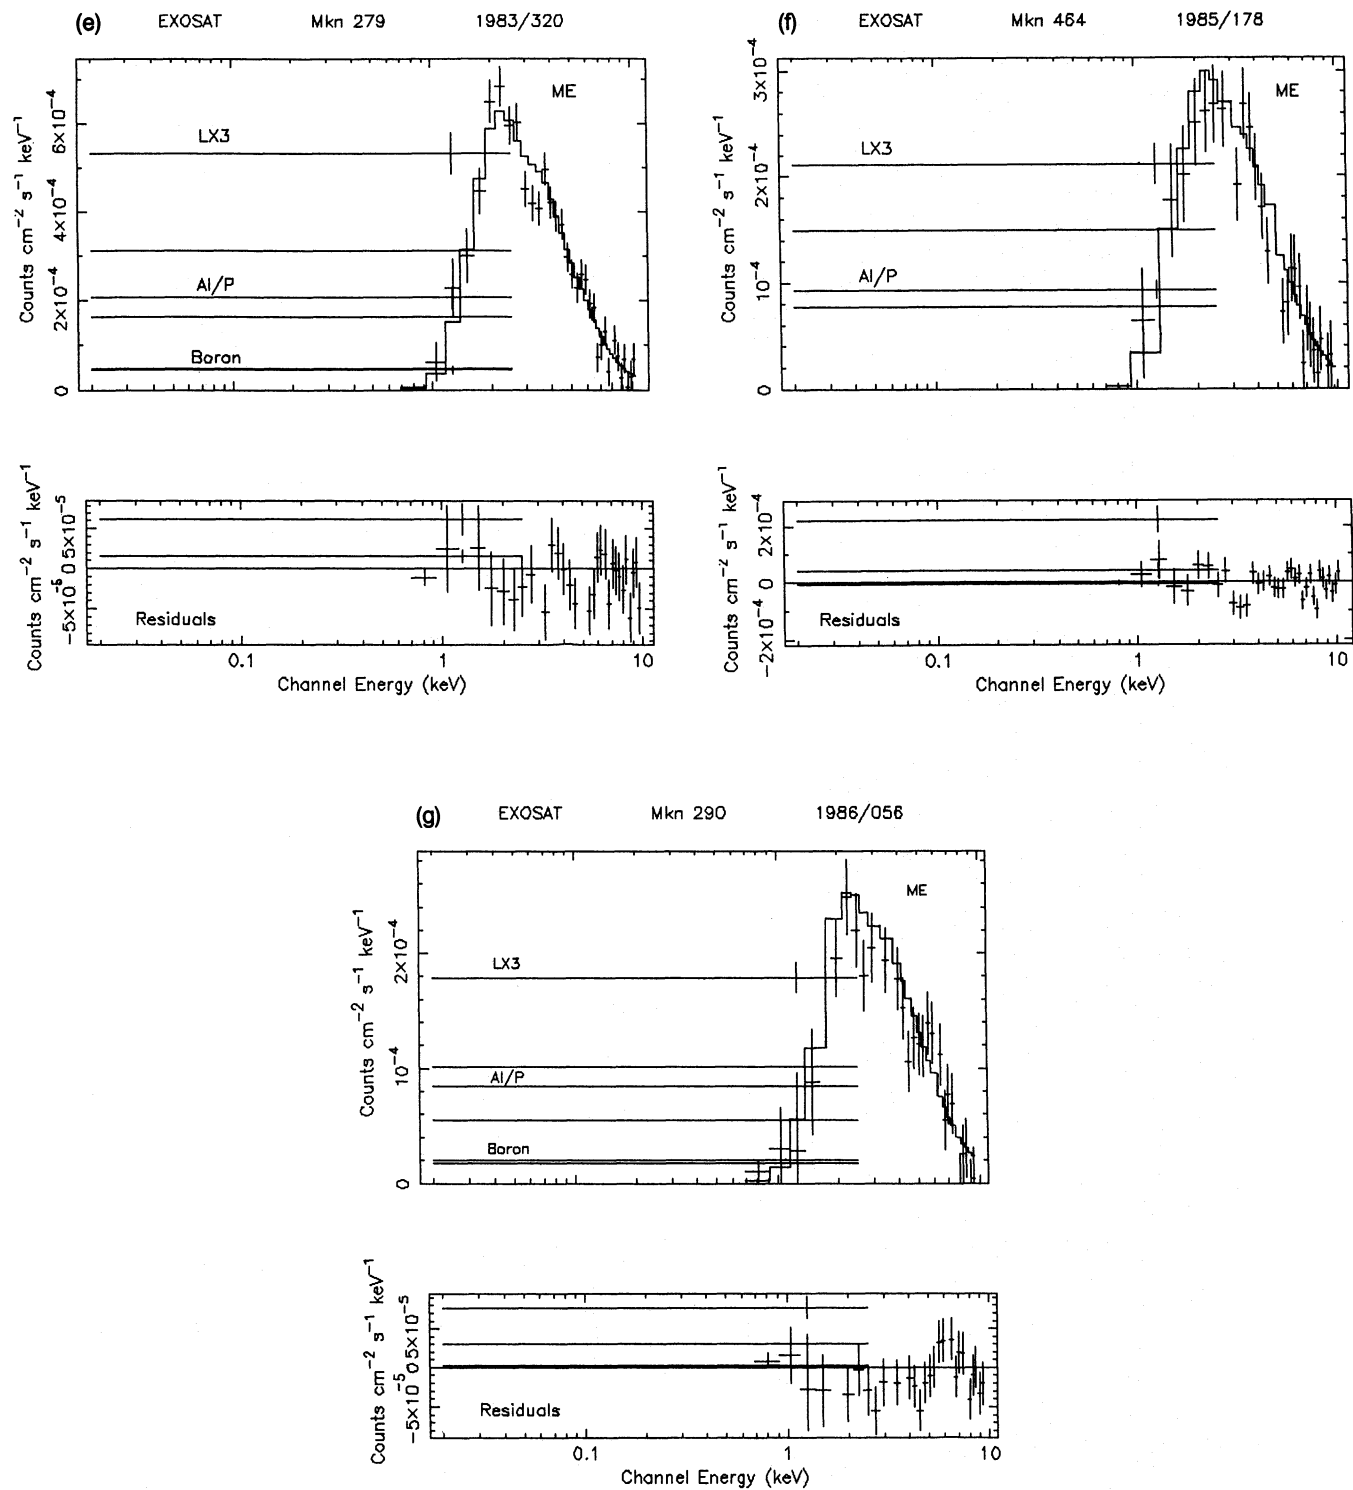 (e) EXOSAT Mkn 279 1983/320
ME
LX3
Al/P
Boron
Counts cm⁻² s⁻¹ keV⁻¹
6×10⁻⁴
4×10⁻⁴
2×10⁻⁴
0
Counts cm⁻² s⁻¹ keV⁻¹
5×10⁻⁵
0
−5×10⁻⁵
Residuals
0.1 1 10
Channel Energy (keV)
(f) EXOSAT Mkn 464 1985/178
ME
LX3
Al/P
Counts cm⁻² s⁻¹ keV⁻¹
3×10⁻⁴
2×10⁻⁴
10⁻⁴
0
Counts cm⁻² s⁻¹ keV⁻¹
2×10⁻⁴
0
−2×10⁻⁴
Residuals
0.1 1 10
Channel Energy (keV)
(g) EXOSAT Mkn 290 1986/056
ME
LX3
Al/P
Boron
Counts cm⁻² s⁻¹ keV⁻¹
2×10⁻⁴
10⁻⁴
0
Counts cm⁻² s⁻¹ keV⁻¹
5×10⁻⁵
0
−5×10⁻⁵
Residuals
0.1 1 10
Channel Energy (keV)